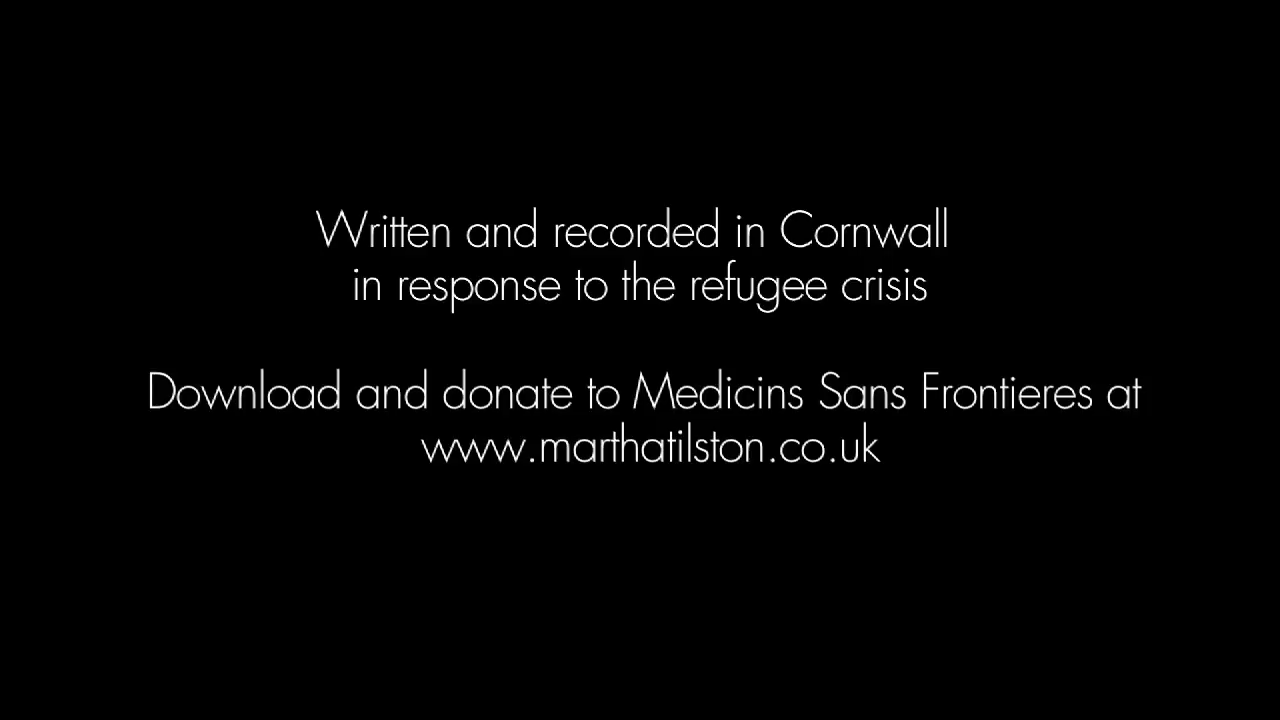 Written and recorded in Cornwall
in response to the refugee crisis
Download and donate to Medicins Sans Frontieres at
www.marthatilston.co.uk